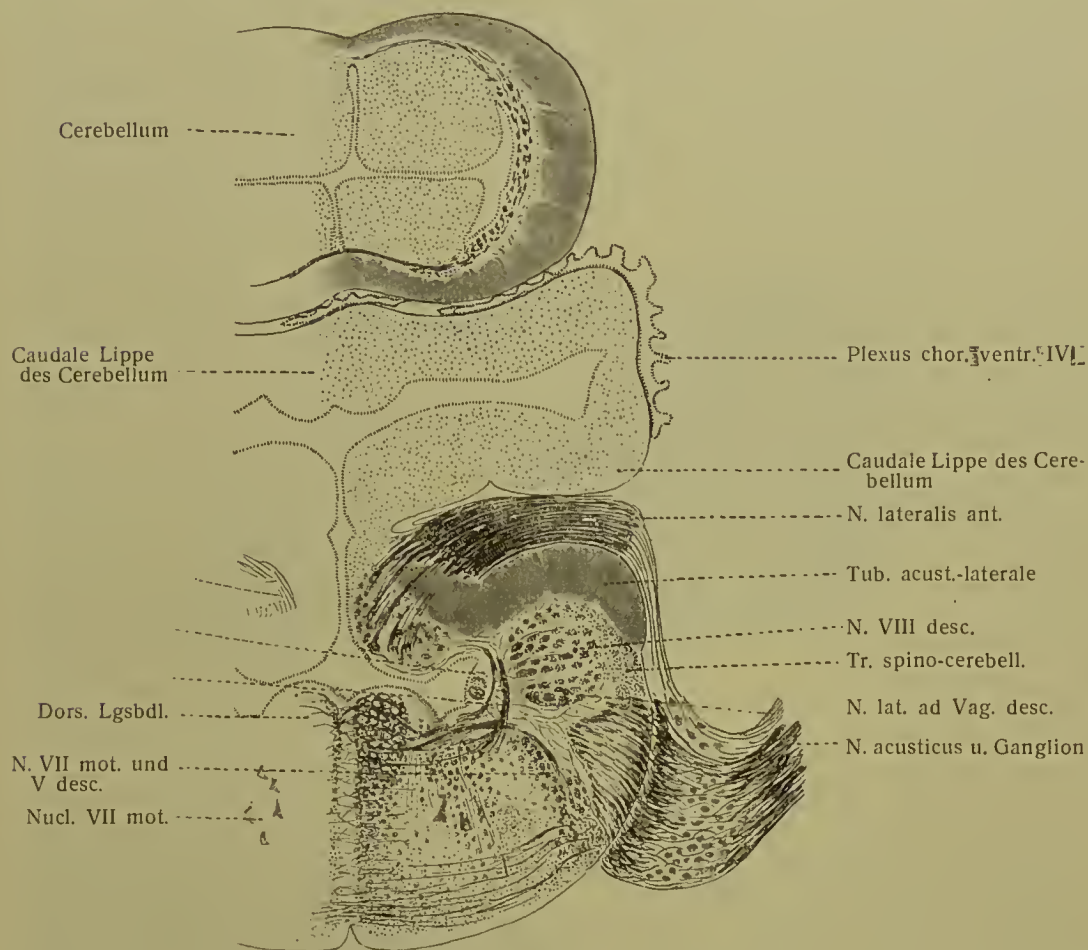 Cerebellum
Caudale Lippe
des Cerebellum
Dors. Lgsbdl.
N. VII mot. und
V desc.
Nucl. VII mot.
Plexus chor. ventr. IV
Caudale Lippe des Cere-
bellum
N. lateralis ant.
Tub. acust.-laterale
N. VIII desc.
Tr. spino-cerebell.
N. lat. ad Vag. desc.
N. acusticus u. Ganglion